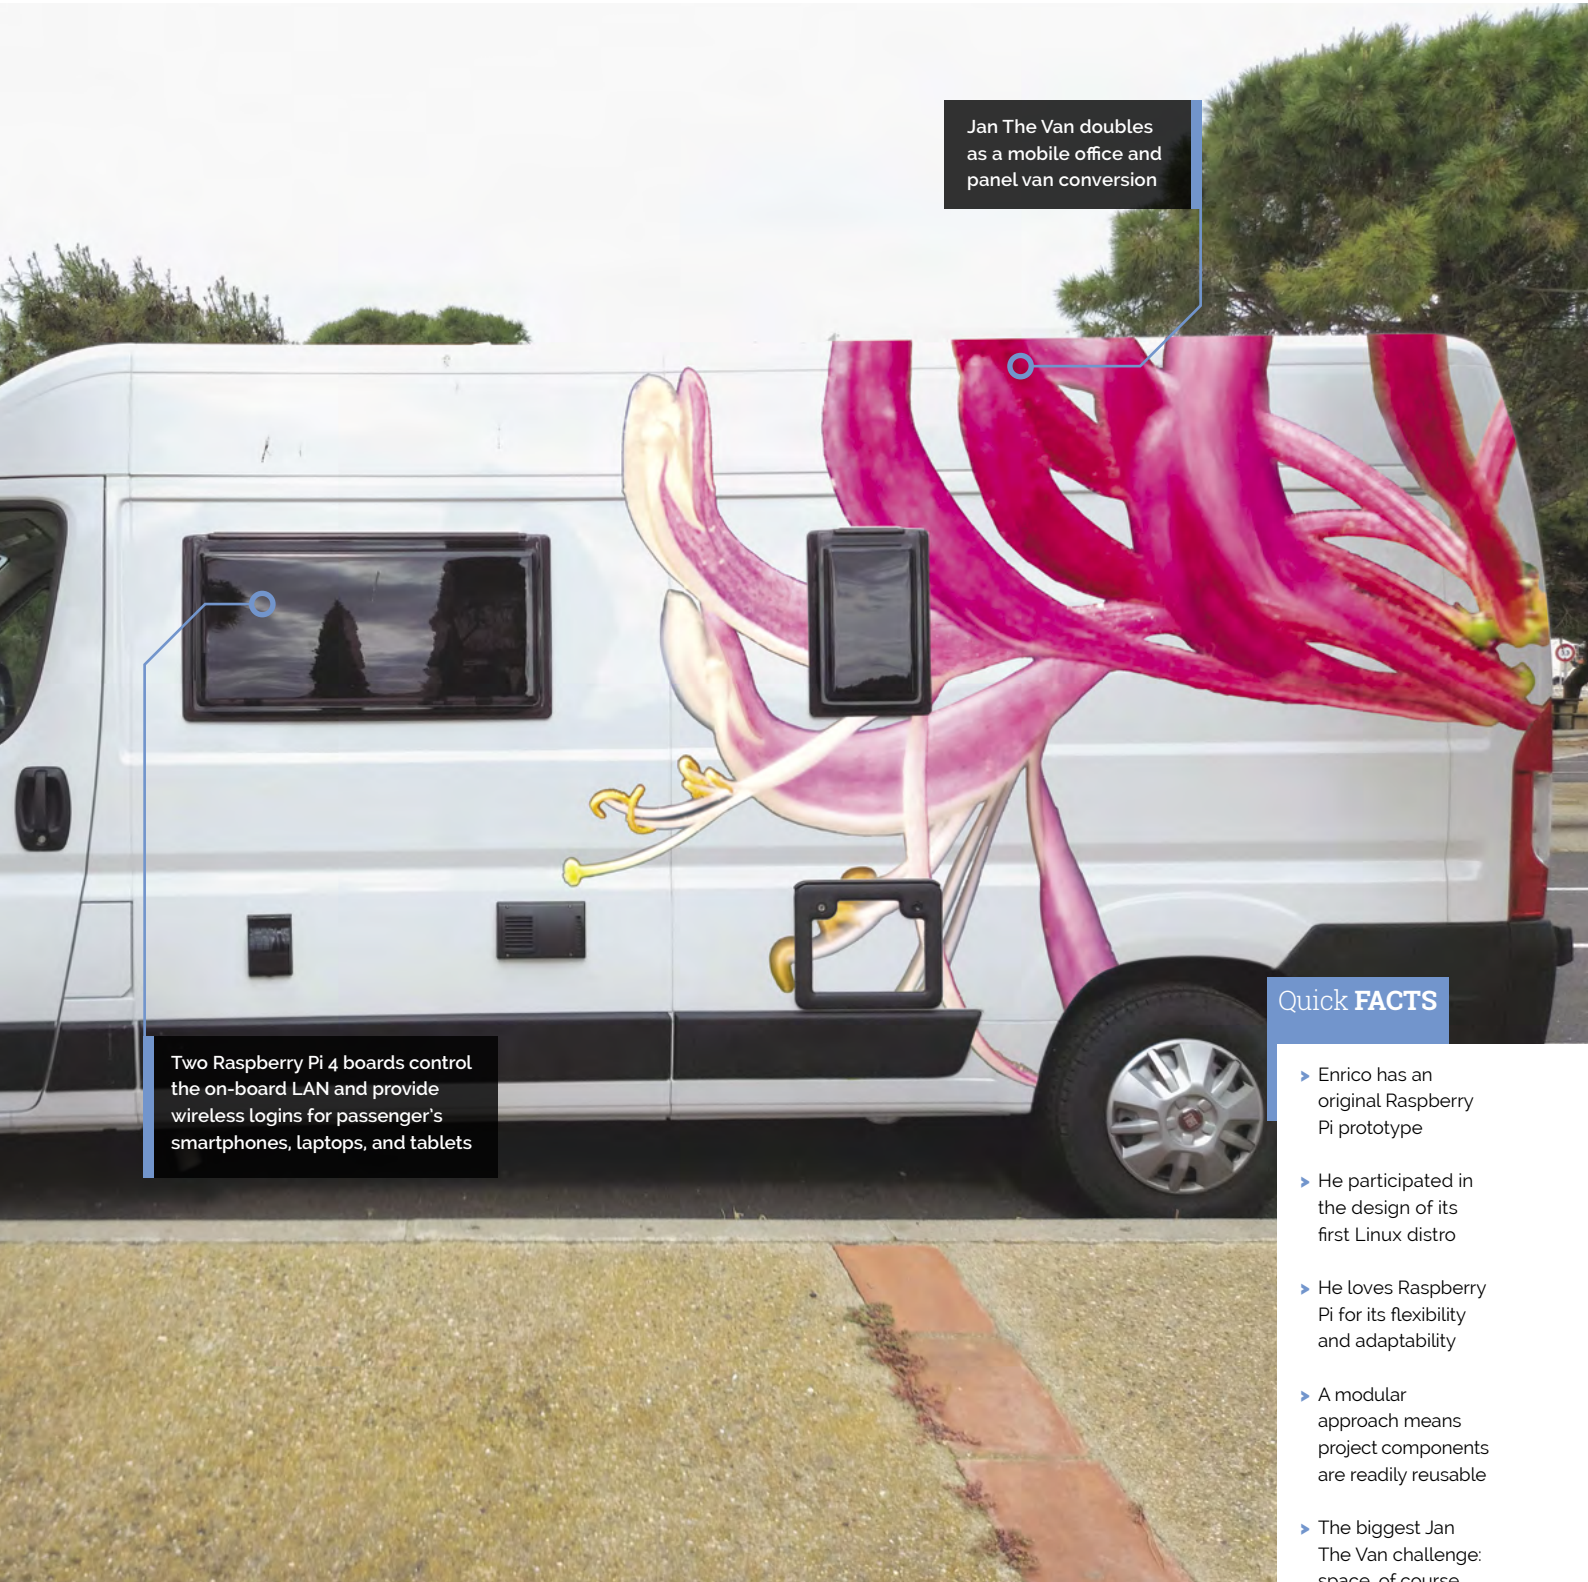 Jan The Van doubles
as a mobile office and
panel van conversion
Two Raspberry Pi 4 boards control
the on-board LAN and provide
wireless logins for passenger's
smartphones, laptops, and tablets
Quick FACTS
> Enrico has an
original Raspberry
Pi prototype
> He participated in
the design of its
first Linux distro
> He loves Raspberry
Pi for its flexibility
and adaptability
> A modular
approach means
project components
are readily reusable
> The biggest Jan
The Van challenge:
space, of course